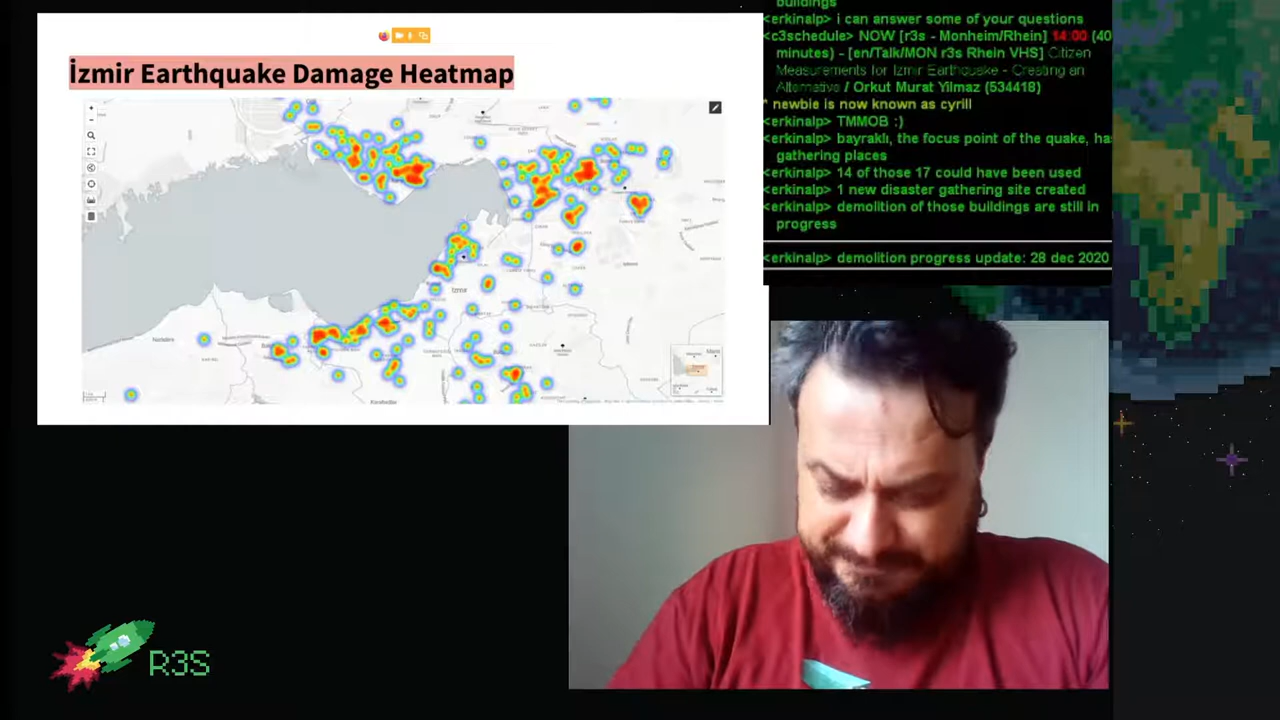 İzmir Earthquake Damage Heatmap
İzmir
buildings
<erkinalp> i can answer some of your questions
<c3schedule> NOW [r3s - Monheim/Rhein] 14:00 (40
minutes) - [en/Talk/MON r3s Rhein VHS] Citizen
Measurements for Izmir Earthquake - Creating an
Alternative / Orkut Murat Yilmaz (534418)
* newbie is now known as cyrill
<erkinalp> TMMOB :)
<erkinalp> bayraklı, the focus point of the quake, has
gathering places
<erkinalp> 14 of those 17 could have been used
<erkinalp> 1 new disaster gathering site created
<erkinalp> demolition of those buildings are still in
progress
<erkinalp> demolition progress update: 28 dec 2020
R3S